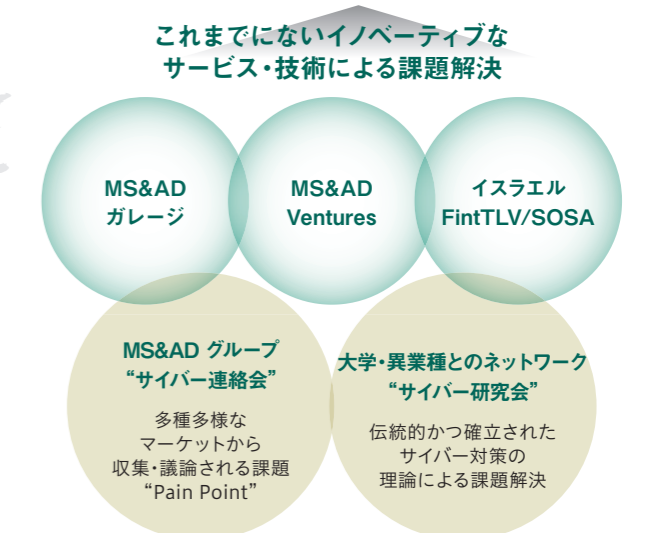 これまでにないイノベーティブな
サービス・技術による課題解決
MS&AD
ガレージ
MS&AD
Ventures
イスラエル
FintTLV/SOSA
MS&AD グループ
“サイバー連絡会”
多種多様な
マーケットから
収集・議論される課題
“Pain Point”
大学・異業種とのネットワーク
“サイバー研究会”
伝統的かつ確立された
サイバー対策の
理論による課題解決